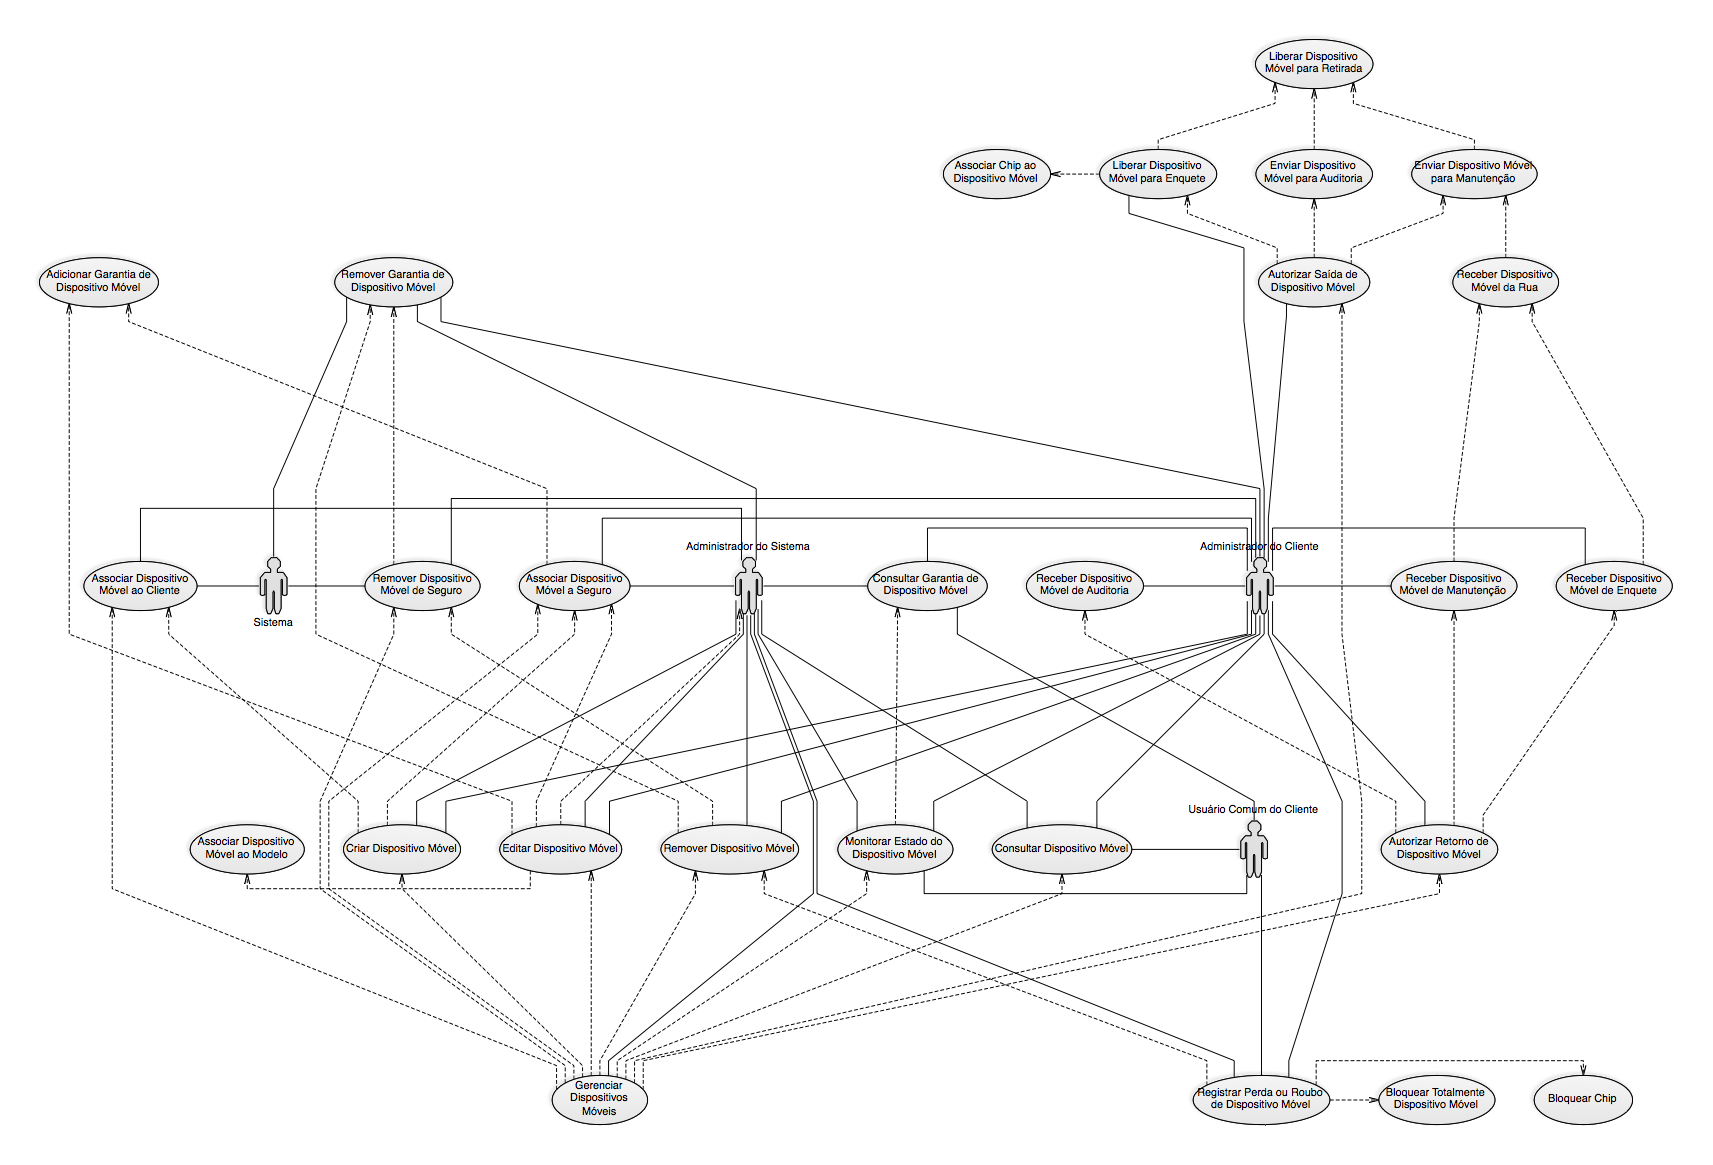 Liberar Dispositivo
Móvel para Retirada
Associar Chip ao
Dispositivo Móvel
Liberar Dispositivo
Móvel para Enquete
Enviar Dispositivo
Móvel para Auditoria
Enviar Dispositivo Móvel
para Manutenção
Adicionar Garantia de
Dispositivo Móvel
Remover Garantia de
Dispositivo Móvel
Autorizar Saída de
Dispositivo Móvel
Receber Dispositivo
Móvel da Rua
Administrador do Sistema
Administrador do Cliente
Associar Dispositivo
Móvel ao Cliente
Sistema
Remover Dispositivo
Móvel de Seguro
Associar Dispositivo
Móvel a Seguro
Consultar Garantia de
Dispositivo Móvel
Receber Dispositivo
Móvel de Auditoria
Receber Dispositivo
Móvel de Manutenção
Receber Dispositivo
Móvel de Enquete
Usuário Comum do Cliente
Associar Dispositivo
Móvel ao Modelo
Criar Dispositivo Móvel
Editar Dispositivo Móvel
Remover Dispositivo Móvel
Monitorar Estado do
Dispositivo Móvel
Consultar Dispositivo Móvel
Autorizar Retorno de
Dispositivo Móvel
Gerenciar
Dispositivos
Móveis
Registrar Perda ou Roubo
de Dispositivo Móvel
Bloquear Totalmente
Dispositivo Móvel
Bloquear Chip